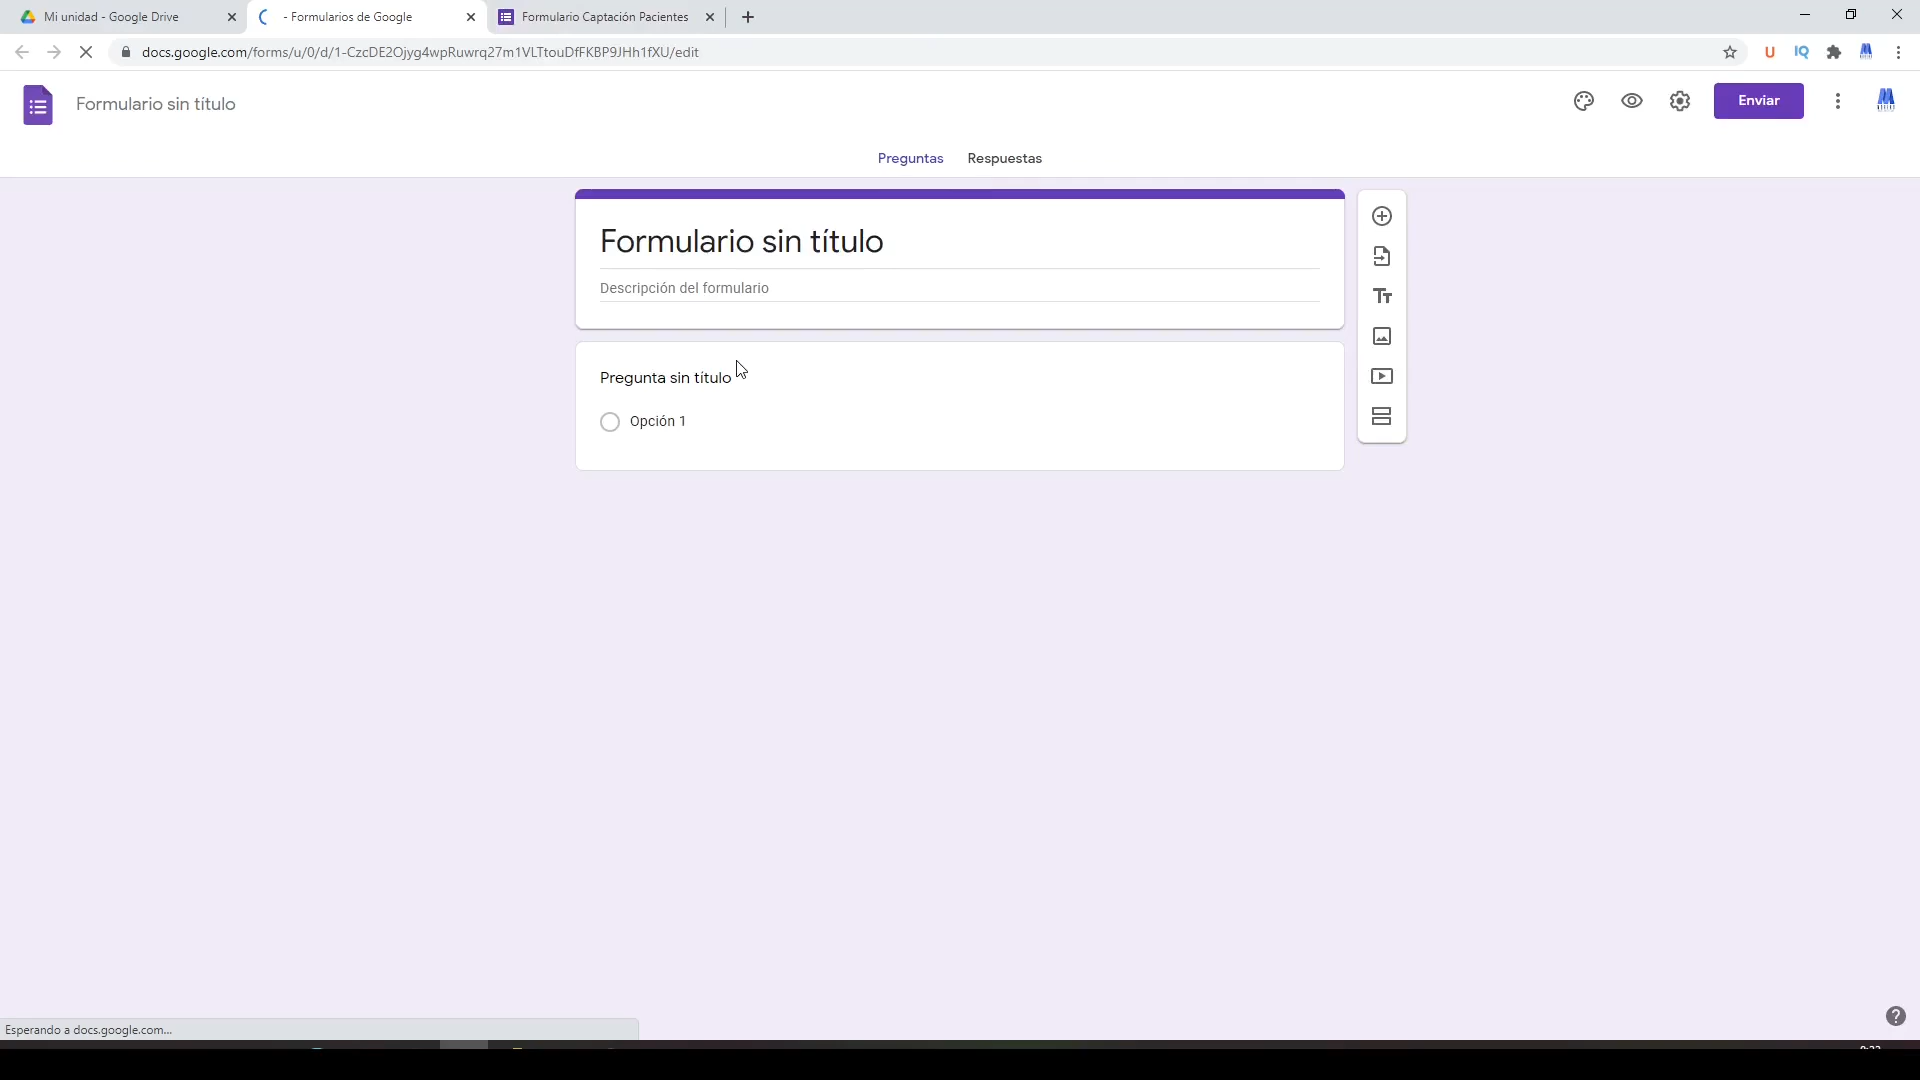 Mi unidad - Google Drive
- Formularios de Google
Formulario Captación Pacientes
docs.google.com/forms/u/0/d/1-CzcDE2Ojyg4wpRuwrq27m1VLTtouDfFKBP9JHh1fXU/edit
U
IQ
Formulario sin título
Enviar
Preguntas
Respuestas
Formulario sin título
Descripción del formulario
Pregunta sin título
Opción 1
Esperando a docs.google.com...